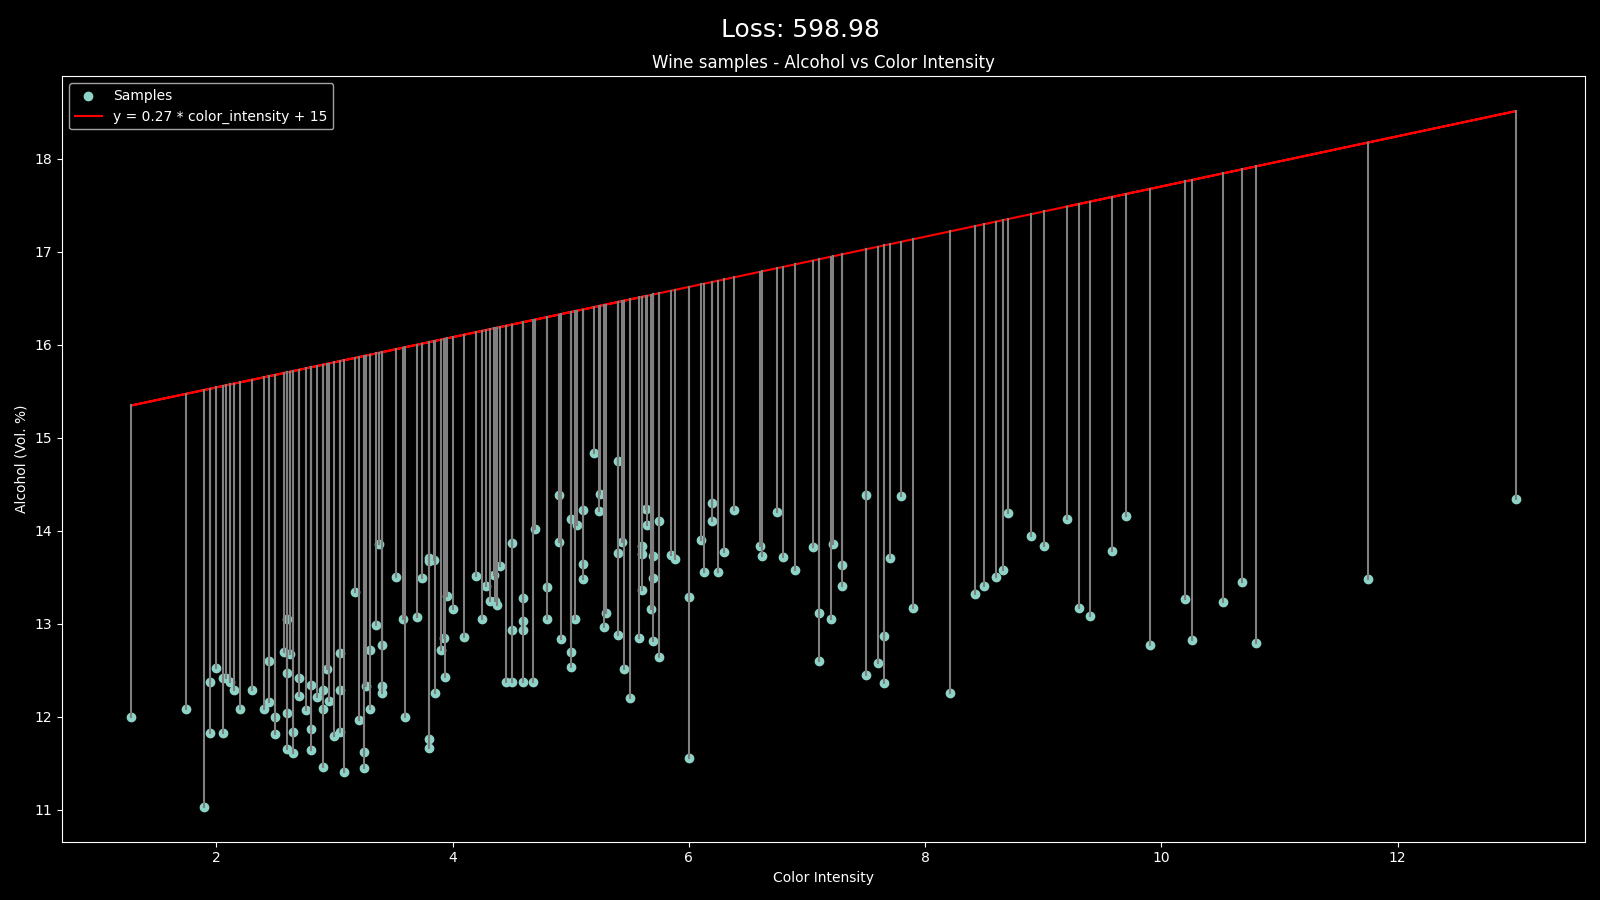 Loss: 598.98
Wine samples - Alcohol vs Color Intensity
Samples
y = 0.27 * color_intensity + 15
Alcohol (Vol. %)
18
17
16
15
14
13
12
11
2 4 6 8 10 12
Color Intensity